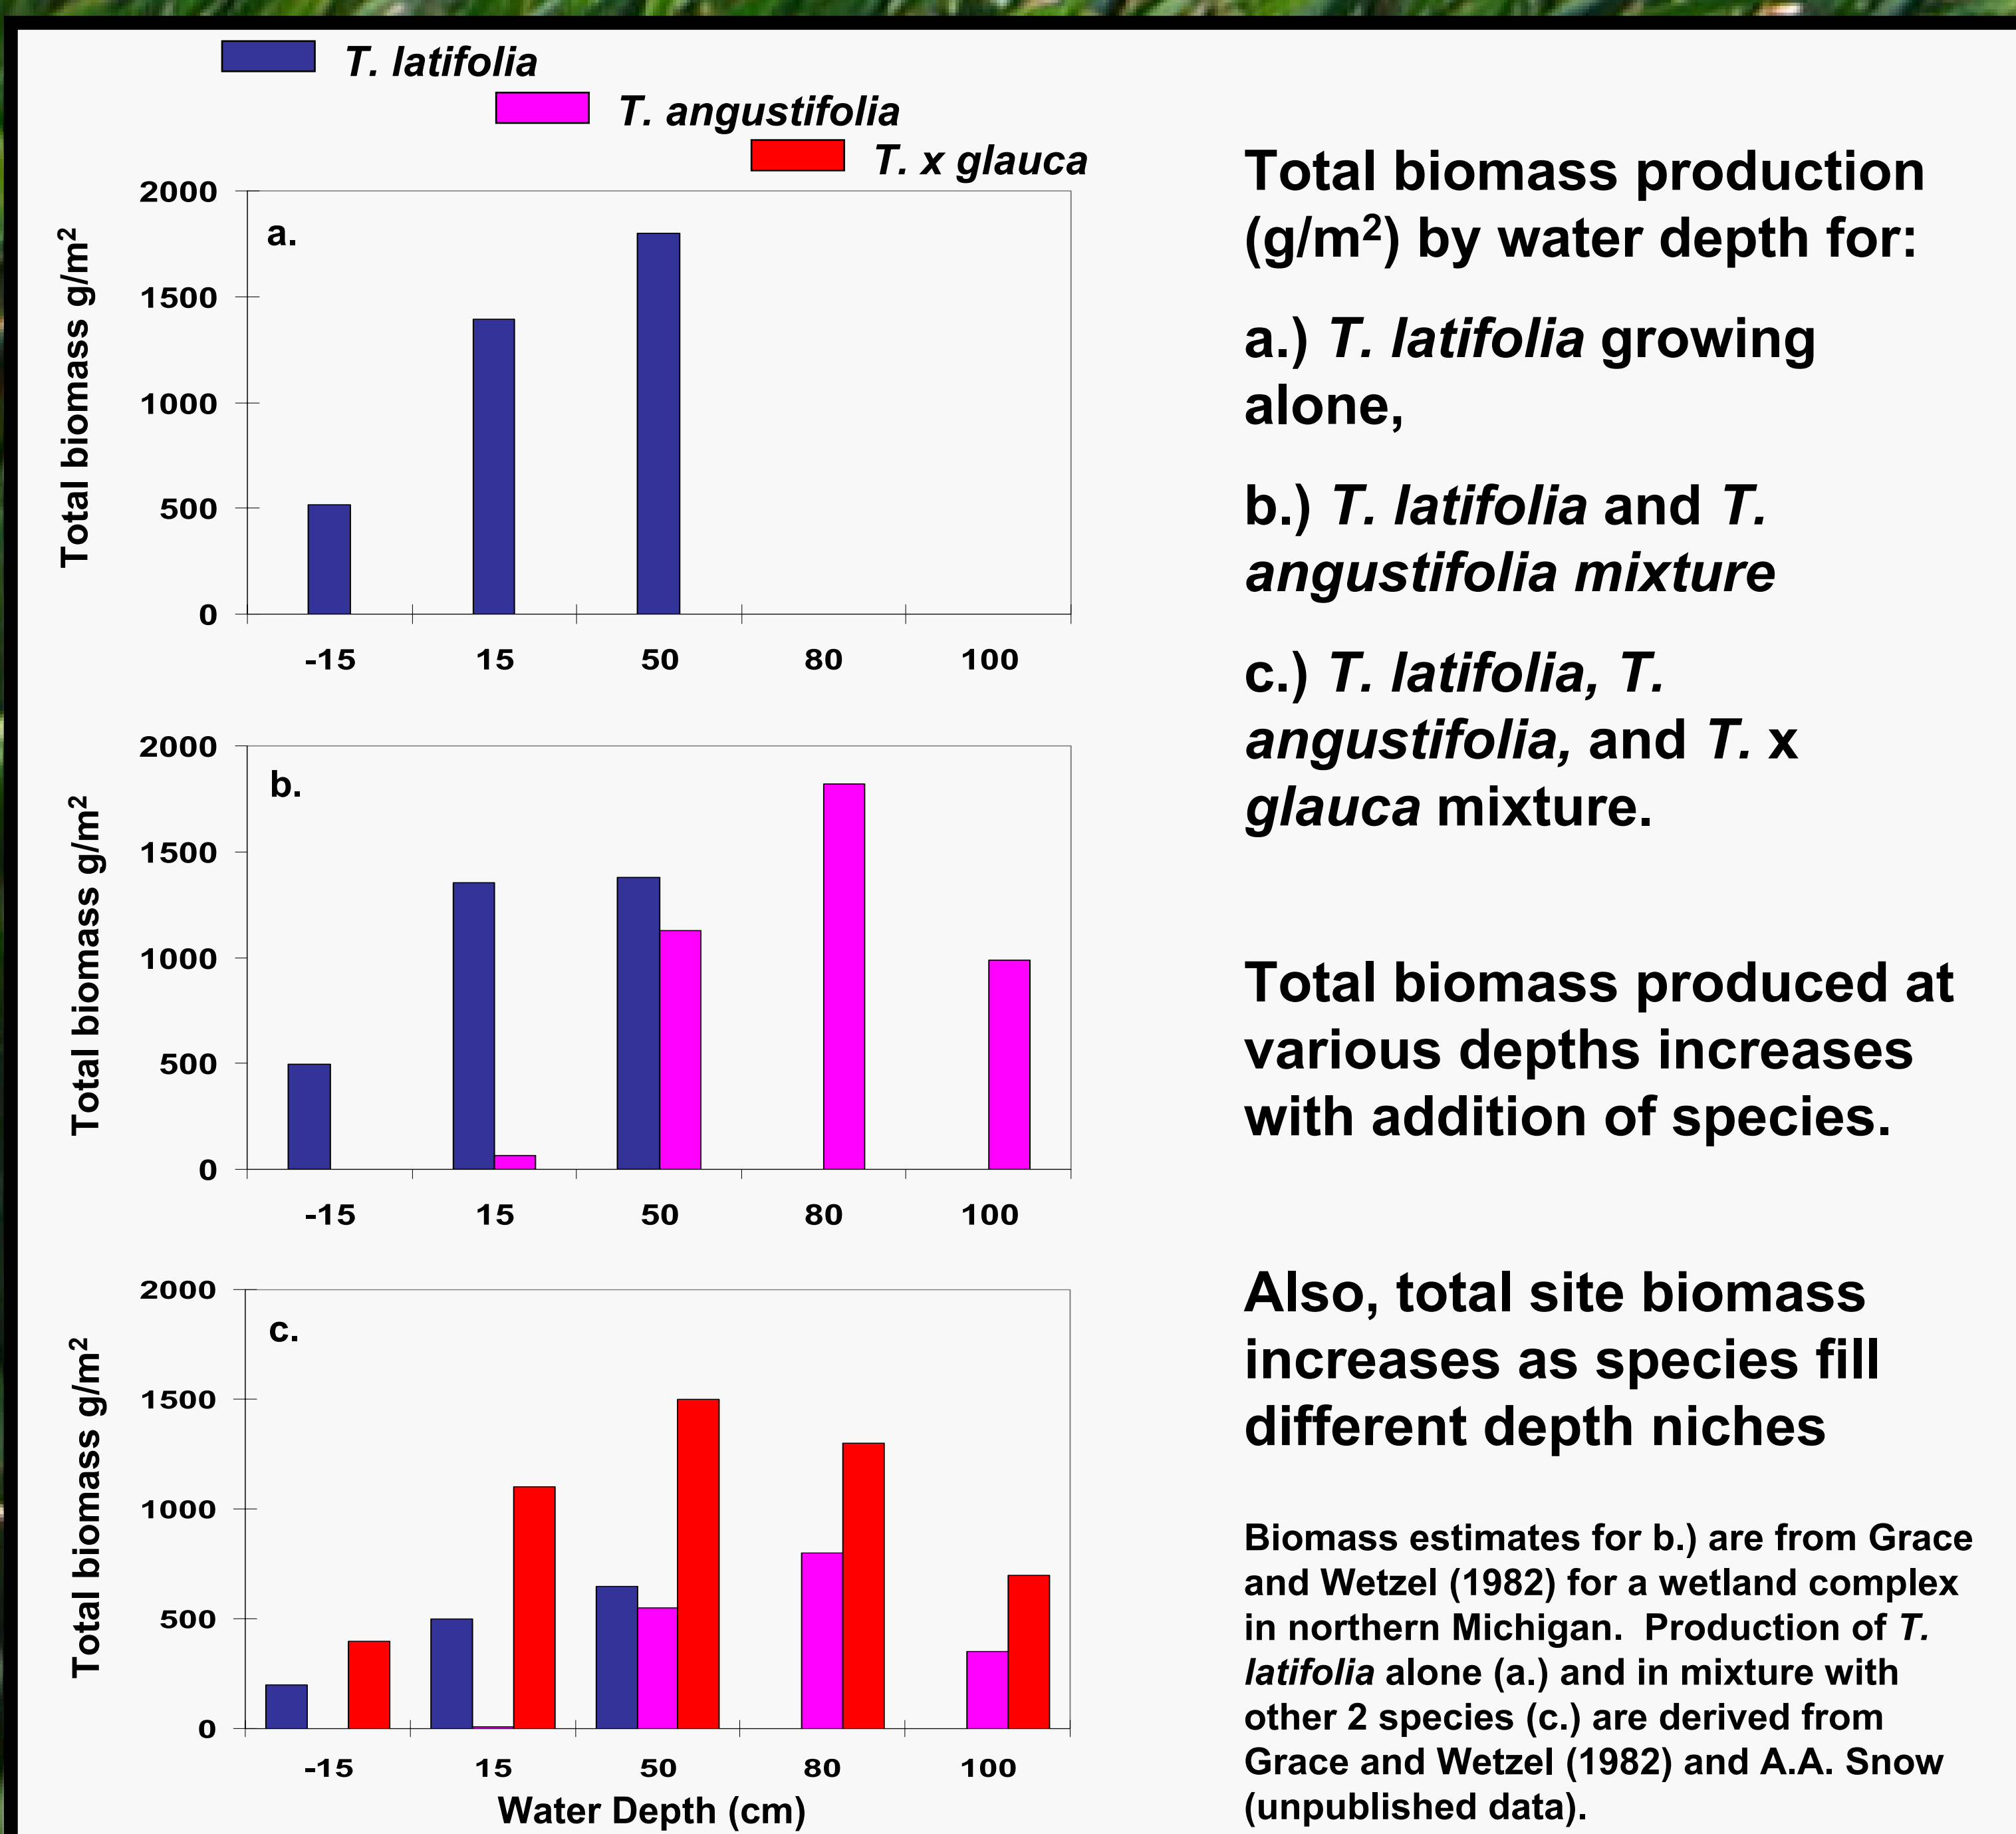 T. latifolia
T. angustifolia
T. x glauca
2000
1500
1000
500
0
Total biomass g/m²
a.
-15 15 50 80 100
2000
1500
1000
500
0
Total biomass g/m²
b.
-15 15 50 80 100
2000
1500
1000
500
0
Total biomass g/m²
c.
-15 15 50 80 100
Water Depth (cm)
Total biomass production
(g/m²) by water depth for:
a.) T. latifolia growing
alone,
b.) T. latifolia and T.
angustifolia mixture
c.) T. latifolia, T.
angustifolia, and T. x
glauca mixture.
Total biomass produced at
various depths increases
with addition of species.
Also, total site biomass
increases as species fill
different depth niches
Biomass estimates for b.) are from Grace
and Wetzel (1982) for a wetland complex
in northern Michigan. Production of T.
latifolia alone (a.) and in mixture with
other 2 species (c.) are derived from
Grace and Wetzel (1982) and A.A. Snow
(unpublished data).